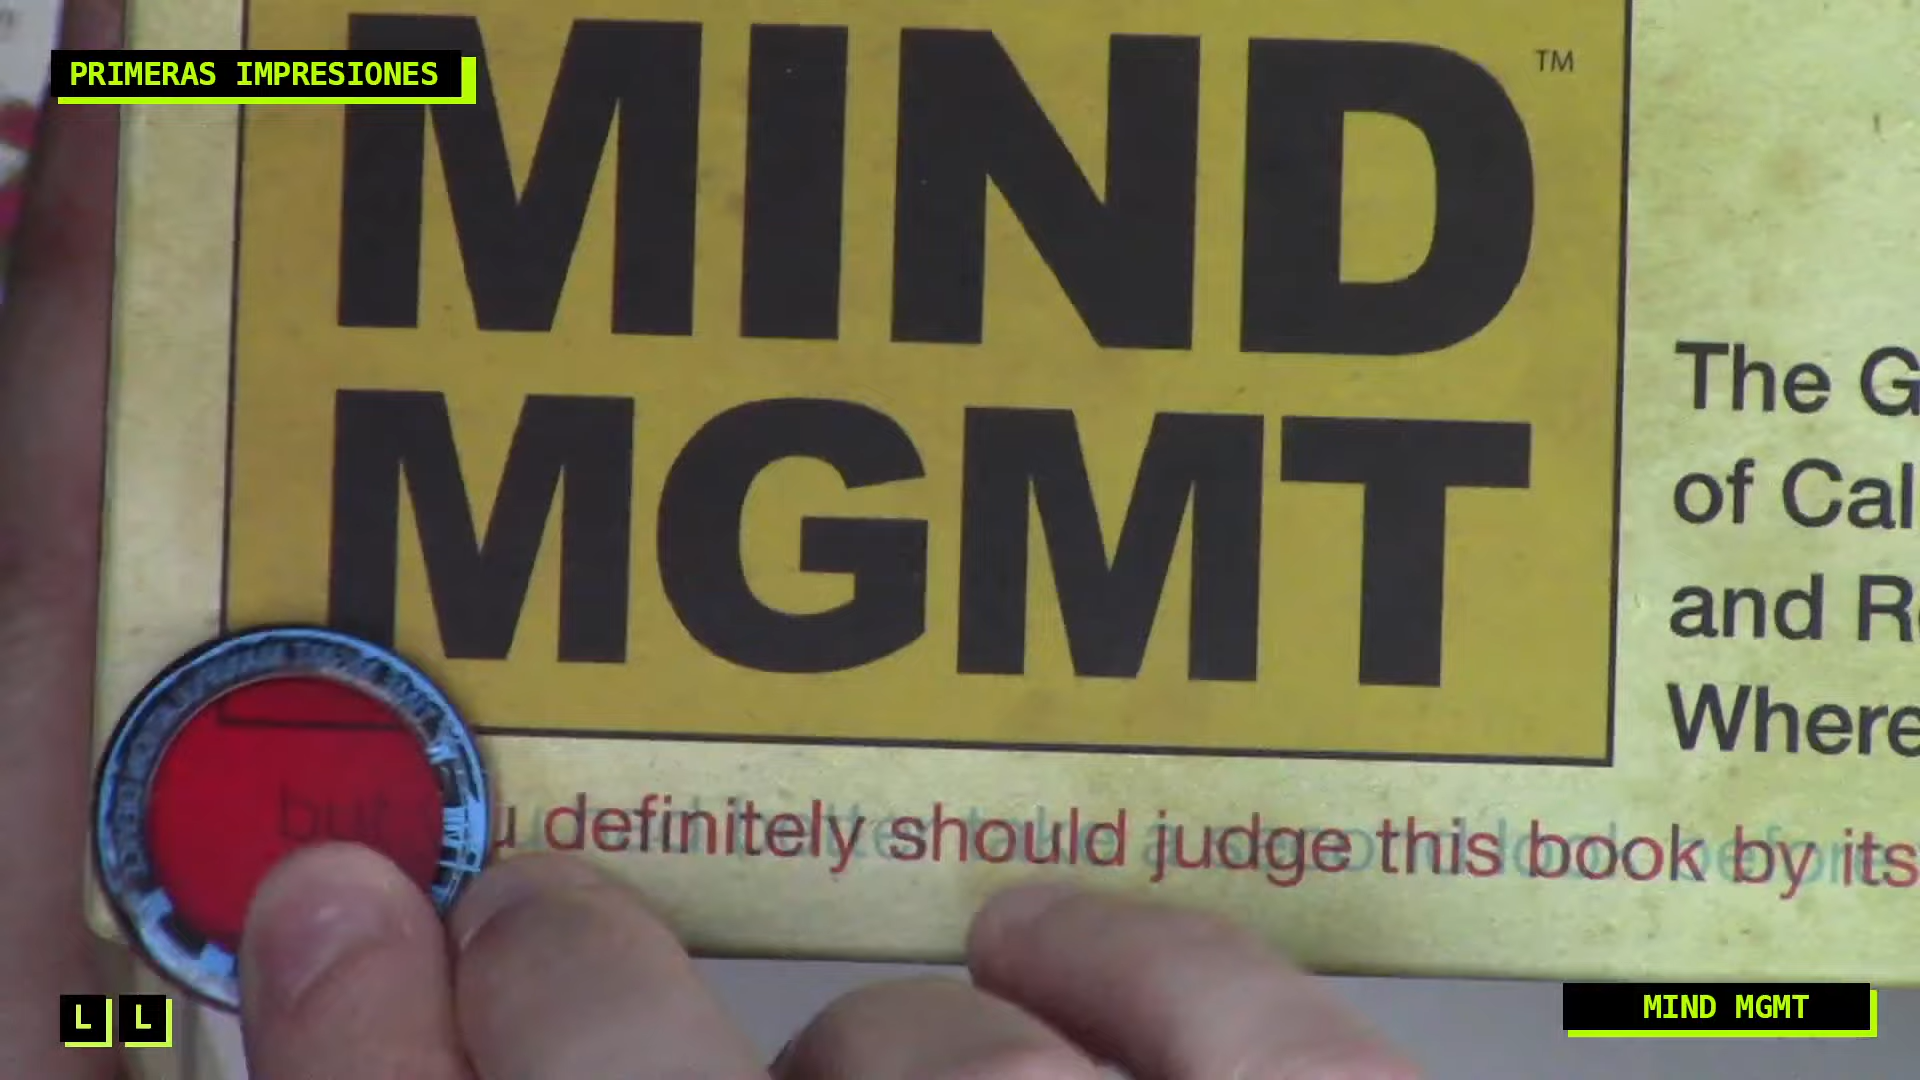 PRIMERAS IMPRESIONES
MIND
TM
MGMT
The G
of Cal
and R
Where
but u definitely should judge this book by its
L L
MIND MGMT